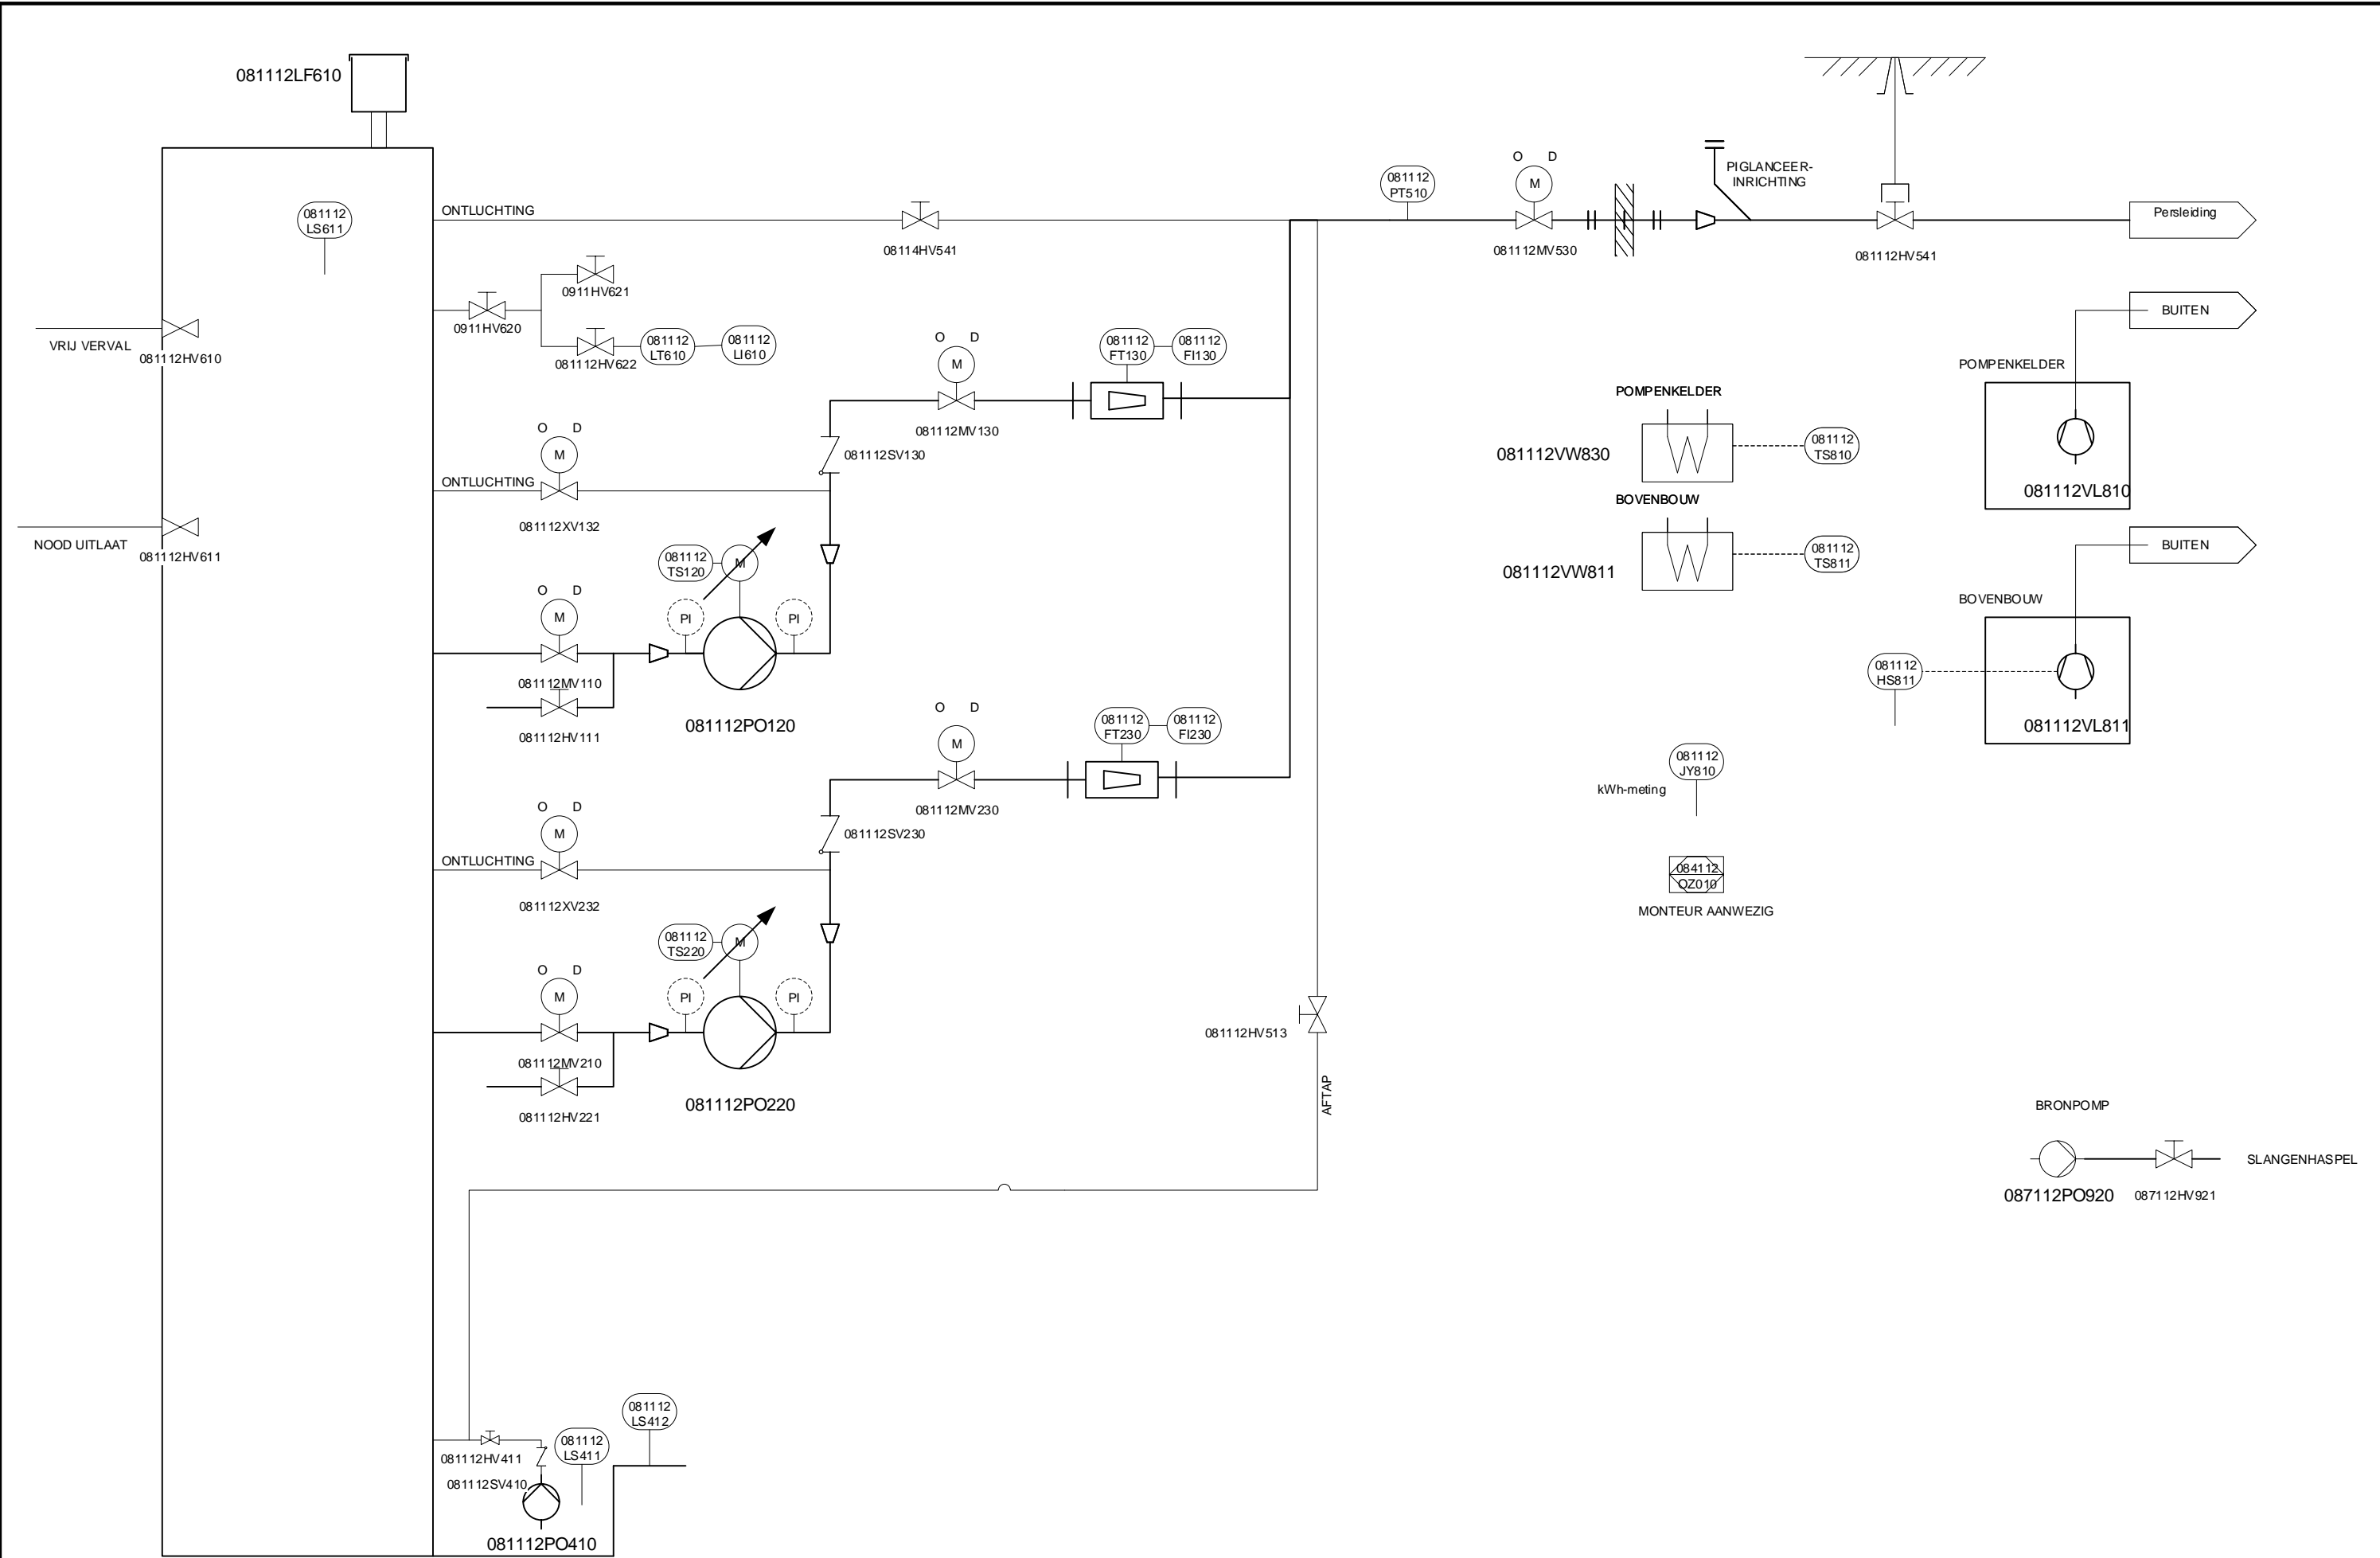 081112LF610
081112
LS611
ONTLUCHTING
08114HV541
081112
PT510
O D
M
081112MV530
PIGLANCEER-
INRICHTING
081112HV541
Persleiding
0911HV621
0911HV620
081112HV622
081112
LT610
081112
LI610
VRIJ VERVAL
081112HV610
NOOD UITLAAT
081112HV611
O D
M
081112MV130
081112
FT130
081112
FI130
081112SV130
O D
M
ONTLUCHTING
081112XV132
081112
TS120
M
O D
M
PI
PI
081112MV110
081112HV111
081112PO120
O D
M
081112MV230
081112
FT230
081112
FI230
081112SV230
O D
M
ONTLUCHTING
081112XV232
081112
TS220
M
O D
M
PI
PI
081112MV210
081112HV221
081112PO220
081112HV513
AFTAP
081112
LS412
081112
LS411
081112HV411
081112SV410
081112PO410
BUITEN
POMPENKELDER
081112VL810
POMPENKELDER
081112VW830
081112
TS810
BOVENBOUW
081112VW811
081112
TS811
BUITEN
BOVENBOUW
081112
HS811
081112VL811
081112
JY810
kWh-meting
084112
OZ010
MONTEUR AANWEZIG
BRONPOMP
SLANGENHASPEL
087112PO920
087112HV921